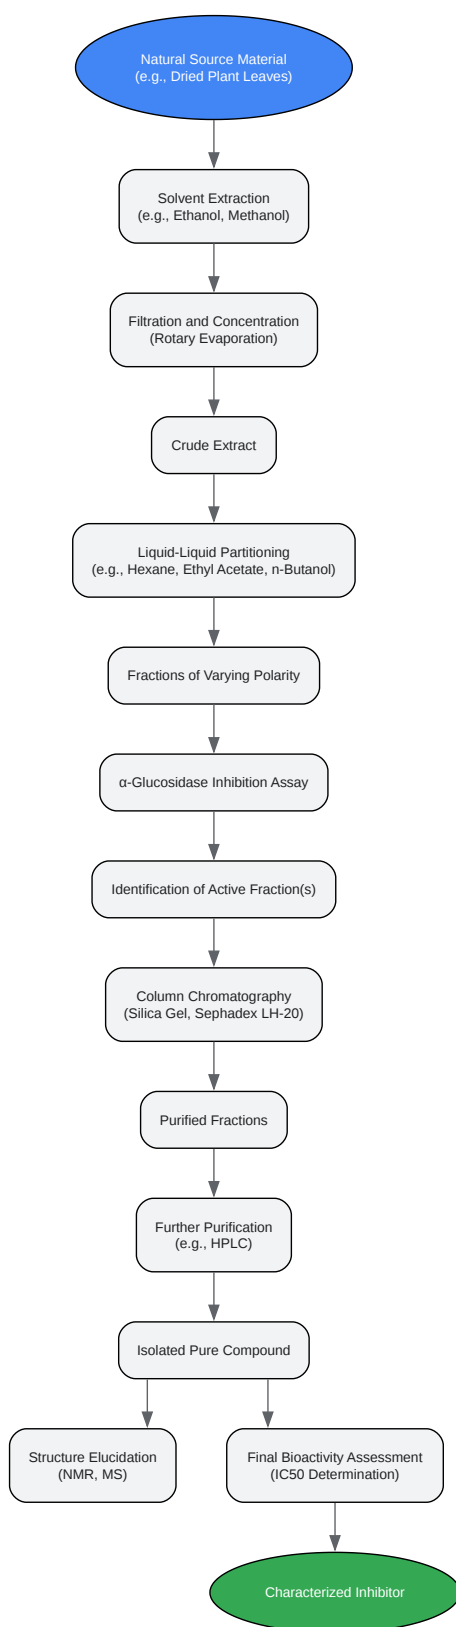 Natural Source Material
(e.g., Dried Plant Leaves)
Solvent Extraction
(e.g., Ethanol, Methanol)
Filtration and Concentration
(Rotary Evaporation)
Crude Extract
Liquid-Liquid Partitioning
(e.g., Hexane, Ethyl Acetate, n-Butanol)
Fractions of Varying Polarity
α-Glucosidase Inhibition Assay
Identification of Active Fraction(s)
Column Chromatography
(Silica Gel, Sephadex LH-20)
Purified Fractions
Further Purification
(e.g., HPLC)
Isolated Pure Compound
Structure Elucidation
(NMR, MS)
Final Bioactivity Assessment
(IC50 Determination)
Characterized Inhibitor